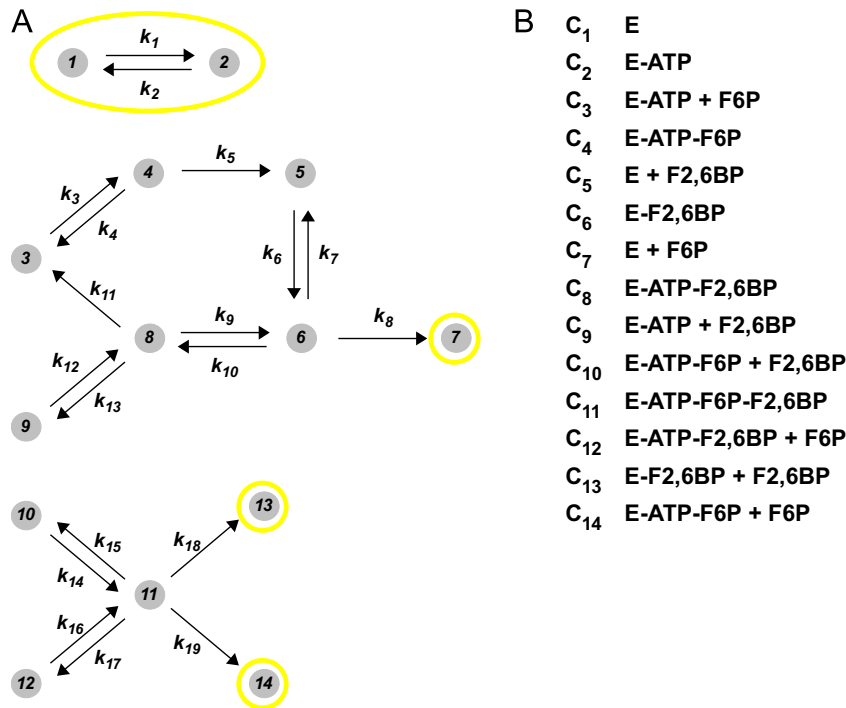 A
k1
1 2
k2
4 k5 5
k3
k4
3
k6 k7
k11
8 k9 6 k8 7
k10
k12
k13
9
10 13
k15 k18
k14
11
k16
k17 k19
12 14
B
C1 E
C2 E-ATP
C3 E-ATP + F6P
C4 E-ATP-F6P
C5 E + F2,6BP
C6 E-F2,6BP
C7 E + F6P
C8 E-ATP-F2,6BP
C9 E-ATP + F2,6BP
C10 E-ATP-F6P + F2,6BP
C11 E-ATP-F6P-F2,6BP
C12 E-ATP-F2,6BP + F6P
C13 E-F2,6BP + F2,6BP
C14 E-ATP-F6P + F6P